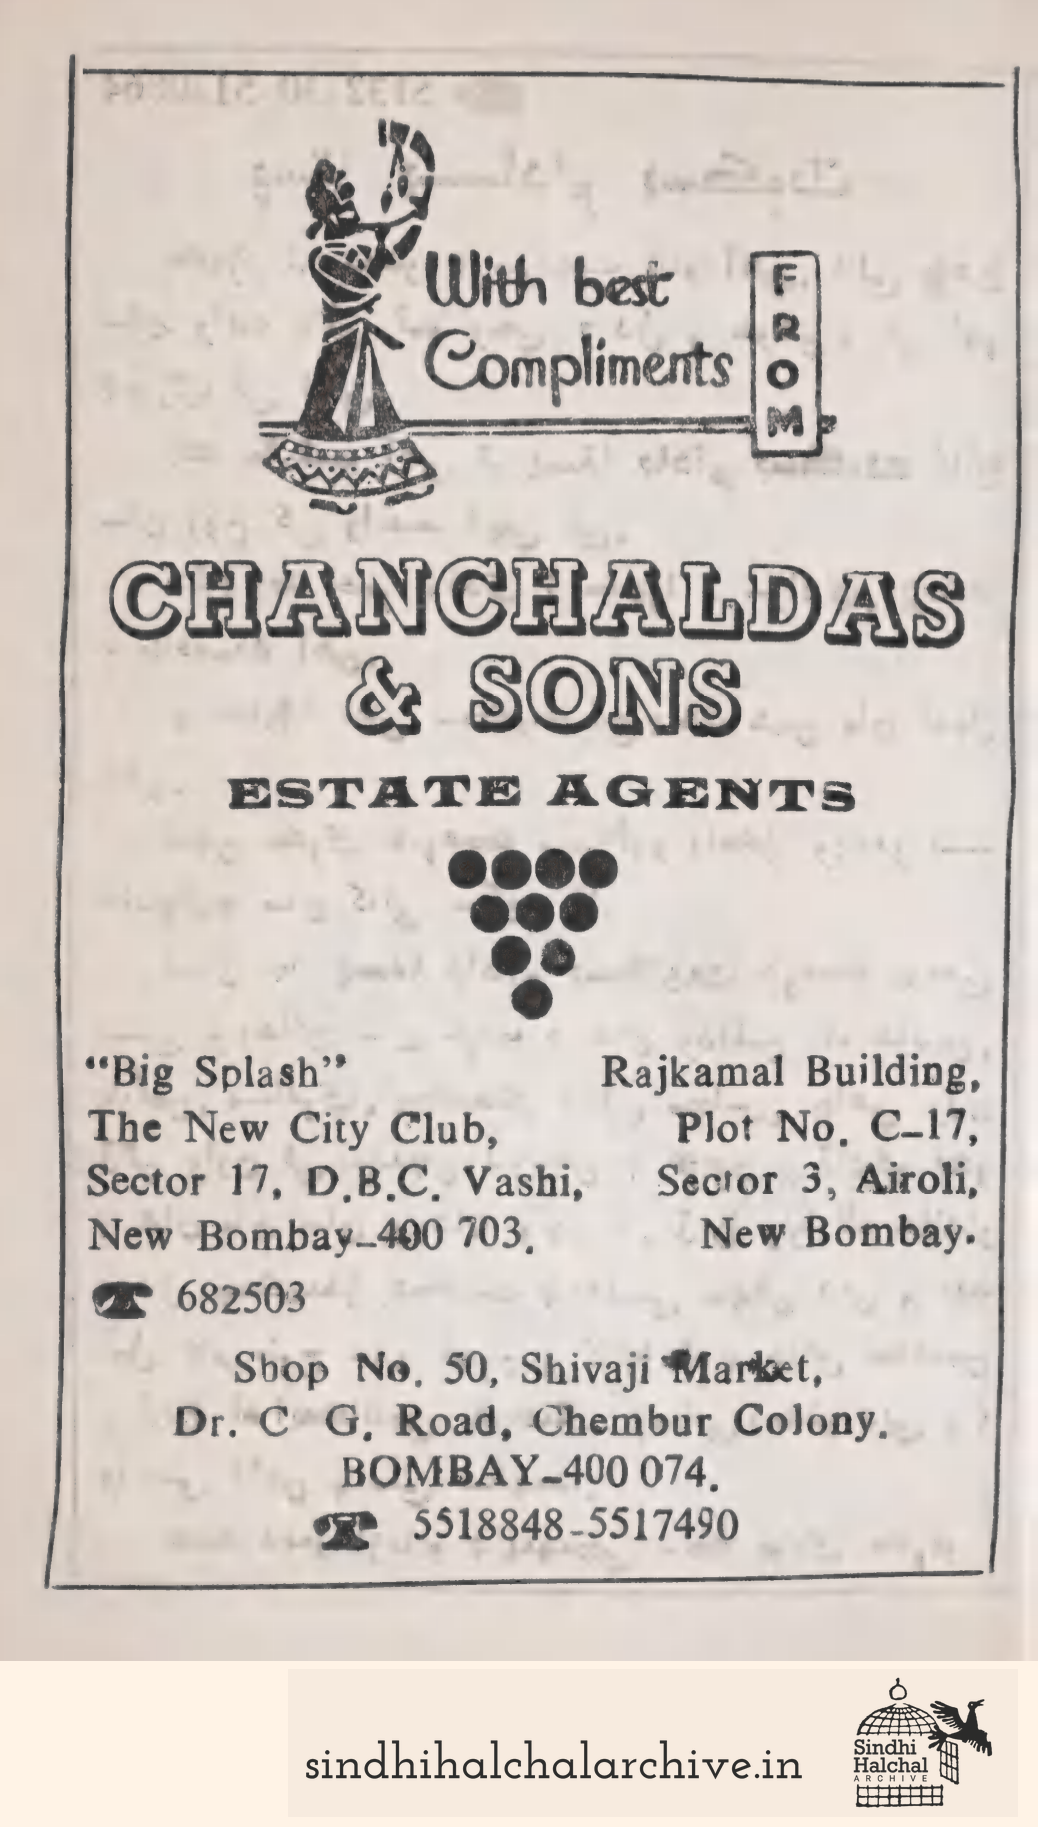 With best
Compliments
FROM
CHANCHALDAS
& SONS
ESTATE AGENTS
“Big Splash”
The New City Club,
Sector 17, D.B.C. Vashi,
New Bombay-400 703.
☎ 682503
Rajkamal Building,
Plot No. C-17,
Sector 3, Airoli,
New Bombay.
Shop No. 50, Shivaji Market,
Dr. C G. Road, Chembur Colony.
BOMBAY-400 074.
☎ 5518848-5517490
sindhihalchalarchive.in
Sindhi
Halchal
ARCHIVE